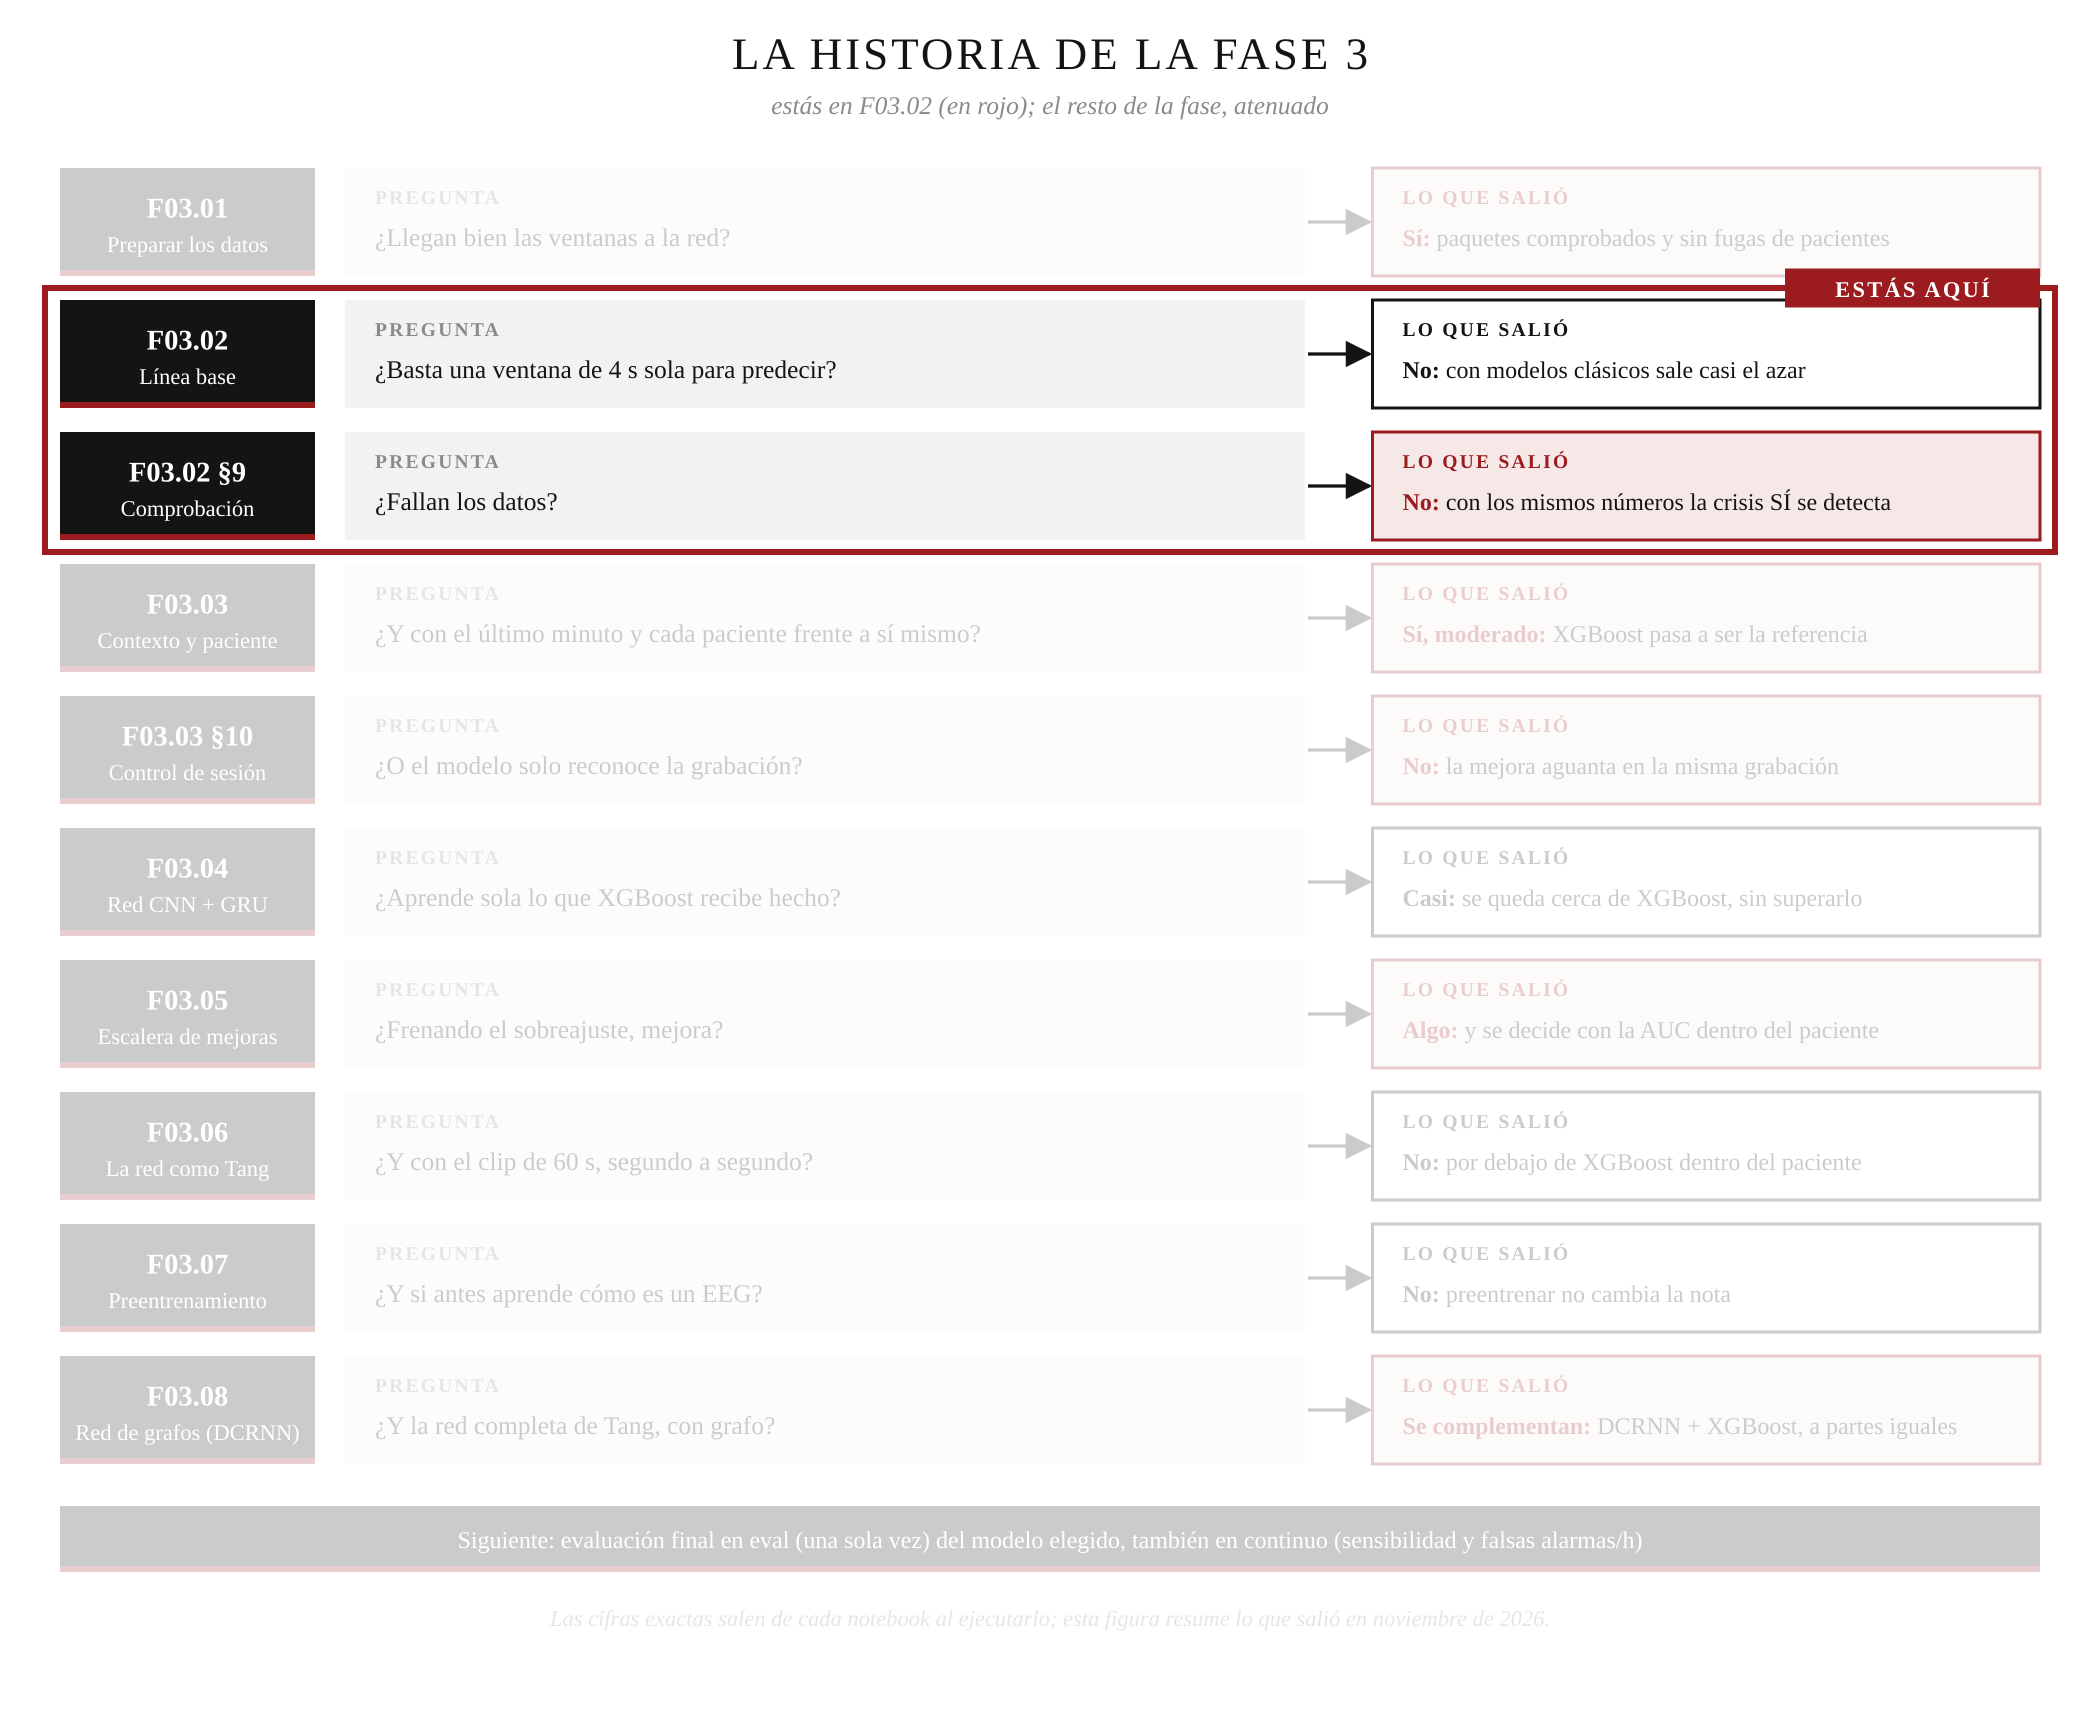 LA HISTORIA DE LA FASE 3
estás en F03.02 (en rojo); el resto de la fase, atenuado
F03.01
Preparar los datos
PREGUNTA
¿Llegan bien las ventanas a la red?
LO QUE SALIÓ
Sí: paquetes comprobados y sin fugas de pacientes
ESTÁS AQUÍ
F03.02
Línea base
PREGUNTA
¿Basta una ventana de 4 s sola para predecir?
LO QUE SALIÓ
No: con modelos clásicos sale casi el azar
F03.02 §9
Comprobación
PREGUNTA
¿Fallan los datos?
LO QUE SALIÓ
No: con los mismos números la crisis SÍ se detecta
F03.03
Contexto y paciente
PREGUNTA
¿Y con el último minuto y cada paciente frente a sí mismo?
LO QUE SALIÓ
Sí, moderado: XGBoost pasa a ser la referencia
F03.03 §10
Control de sesión
PREGUNTA
¿O el modelo solo reconoce la grabación?
LO QUE SALIÓ
No: la mejora aguanta en la misma grabación
F03.04
Red CNN + GRU
PREGUNTA
¿Aprende sola lo que XGBoost recibe hecho?
LO QUE SALIÓ
Casi: se queda cerca de XGBoost, sin superarlo
F03.05
Escalera de mejoras
PREGUNTA
¿Frenando el sobreajuste, mejora?
LO QUE SALIÓ
Algo: y se decide con la AUC dentro del paciente
F03.06
La red como Tang
PREGUNTA
¿Y con el clip de 60 s, segundo a segundo?
LO QUE SALIÓ
No: por debajo de XGBoost dentro del paciente
F03.07
Preentrenamiento
PREGUNTA
¿Y si antes aprende cómo es un EEG?
LO QUE SALIÓ
No: preentrenar no cambia la nota
F03.08
Red de grafos (DCRNN)
PREGUNTA
¿Y la red completa de Tang, con grafo?
LO QUE SALIÓ
Se complementan: DCRNN + XGBoost, a partes iguales
Siguiente: evaluación final en eval (una sola vez) del modelo elegido, también en continuo (sensibilidad y falsas alarmas/h)
Las cifras exactas salen de cada notebook al ejecutarlo; esta figura resume lo que salió en noviembre de 2026.